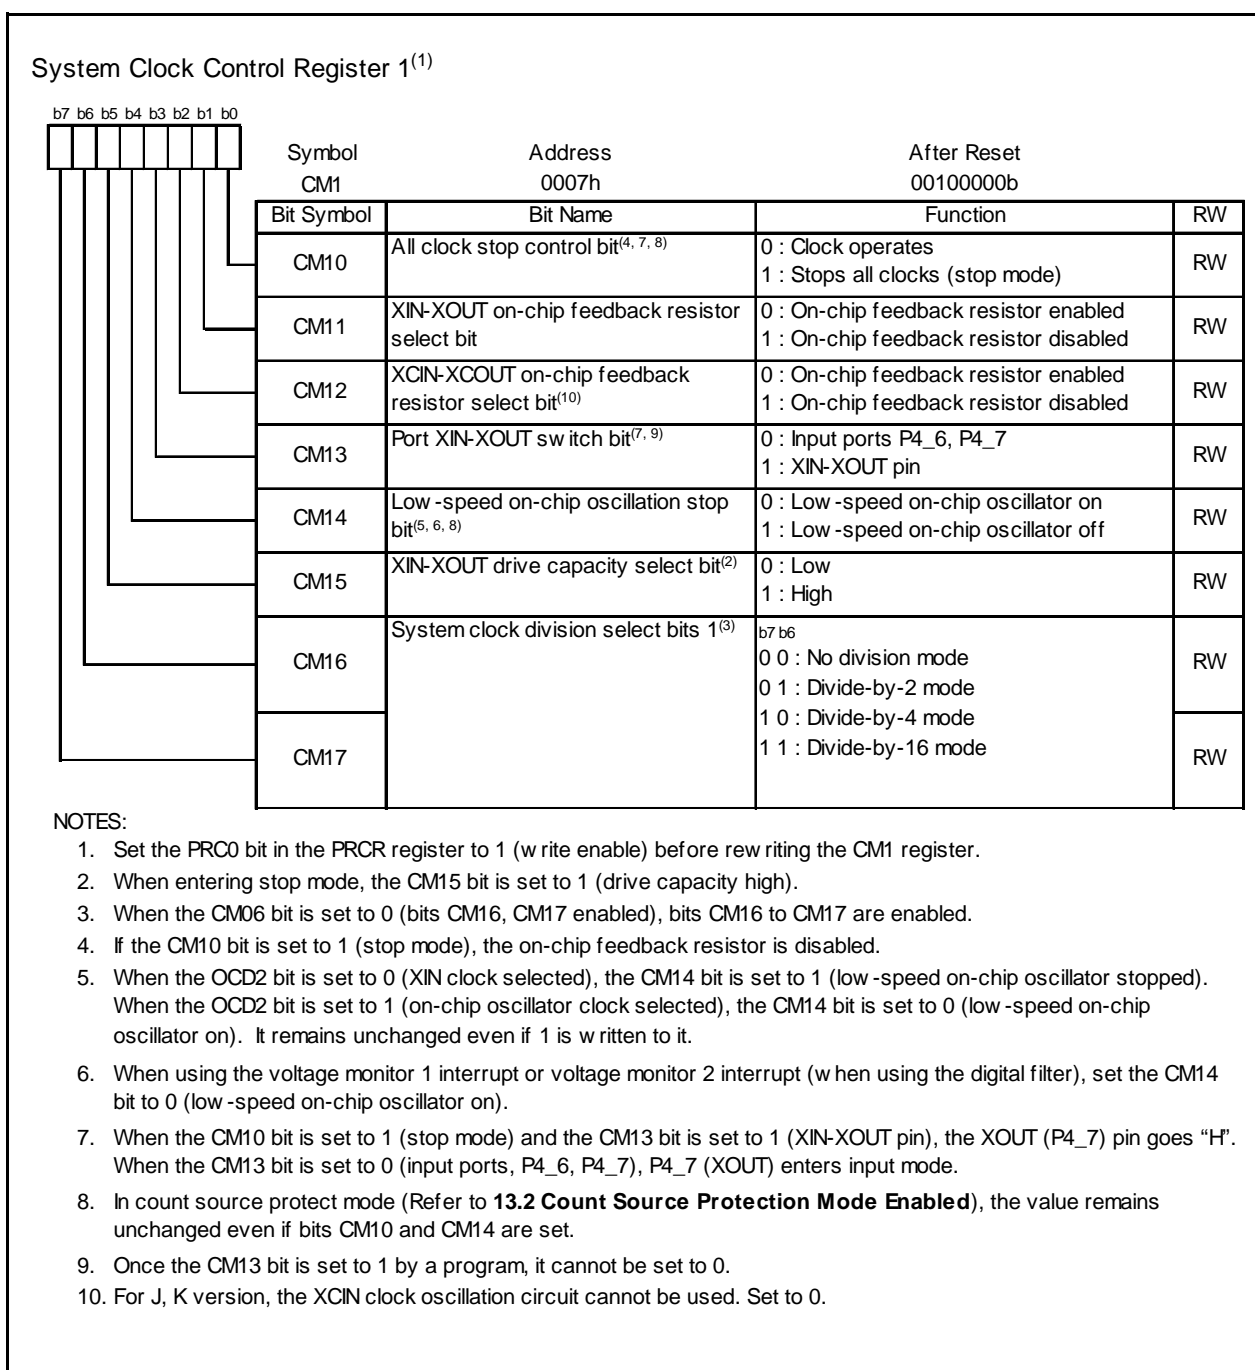 System Clock Control Register 1(1)
b7 b6 b5 b4 b3 b2 b1 b0
Symbol Address After Reset
CM1 0007h 00100000b
Bit Symbol Bit Name Function RW
CM10 All clock stop control bit(4, 7, 8) 0 : Clock operates RW
1 : Stops all clocks (stop mode)
CM11 XIN-XOUT on-chip feedback resistor 0 : On-chip feedback resistor enabled RW
select bit 1 : On-chip feedback resistor disabled
CM12 XCIN-XCOUT on-chip feedback 0 : On-chip feedback resistor enabled RW
resistor select bit(10) 1 : On-chip feedback resistor disabled
CM13 Port XIN-XOUT switch bit(7, 9) 0 : Input ports P4_6, P4_7 RW
1 : XIN-XOUT pin
CM14 Low-speed on-chip oscillation stop 0 : Low-speed on-chip oscillator on RW
bit(5, 6, 8) 1 : Low-speed on-chip oscillator off
CM15 XIN-XOUT drive capacity select bit(2) 0 : Low RW
1 : High
System clock division select bits 1(3) b7 b6
CM16 0 0 : No division mode RW
0 1 : Divide-by-2 mode
1 0 : Divide-by-4 mode
CM17 1 1 : Divide-by-16 mode RW
NOTES:
1. Set the PRC0 bit in the PRCR register to 1 (write enable) before rewriting the CM1 register.
2. When entering stop mode, the CM15 bit is set to 1 (drive capacity high).
3. When the CM06 bit is set to 0 (bits CM16, CM17 enabled), bits CM16 to CM17 are enabled.
4. If the CM10 bit is set to 1 (stop mode), the on-chip feedback resistor is disabled.
5. When the OCD2 bit is set to 0 (XIN clock selected), the CM14 bit is set to 1 (low-speed on-chip oscillator stopped).
When the OCD2 bit is set to 1 (on-chip oscillator clock selected), the CM14 bit is set to 0 (low-speed on-chip
oscillator on). It remains unchanged even if 1 is written to it.
6. When using the voltage monitor 1 interrupt or voltage monitor 2 interrupt (when using the digital filter), set the CM14
bit to 0 (low-speed on-chip oscillator on).
7. When the CM10 bit is set to 1 (stop mode) and the CM13 bit is set to 1 (XIN-XOUT pin), the XOUT (P4_7) pin goes “H”.
When the CM13 bit is set to 0 (input ports, P4_6, P4_7), P4_7 (XOUT) enters input mode.
8. In count source protect mode (Refer to 13.2 Count Source Protection Mode Enabled), the value remains
unchanged even if bits CM10 and CM14 are set.
9. Once the CM13 bit is set to 1 by a program, it cannot be set to 0.
10. For J, K version, the XCIN clock oscillation circuit cannot be used. Set to 0.